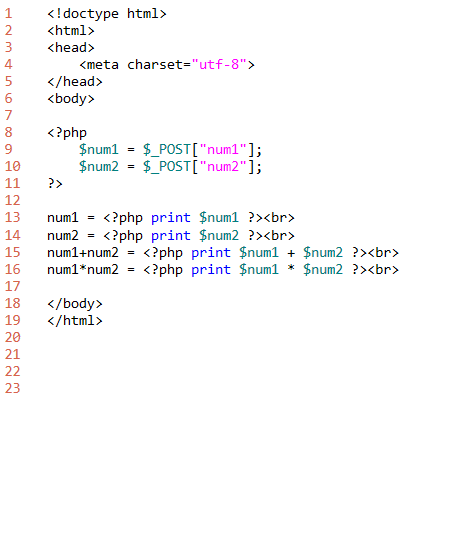 1 <!doctype html>
2 <html>
3 <head>
4     <meta charset="utf-8">
5 </head>
6 <body>
7
8 <?php
9     $num1 = $_POST["num1"];
10     $num2 = $_POST["num2"];
11 ?>
12
13 num1 = <?php print $num1 ?><br>
14 num2 = <?php print $num2 ?><br>
15 num1+num2 = <?php print $num1 + $num2 ?><br>
16 num1*num2 = <?php print $num1 * $num2 ?><br>
17
18 </body>
19 </html>
20
21
22
23